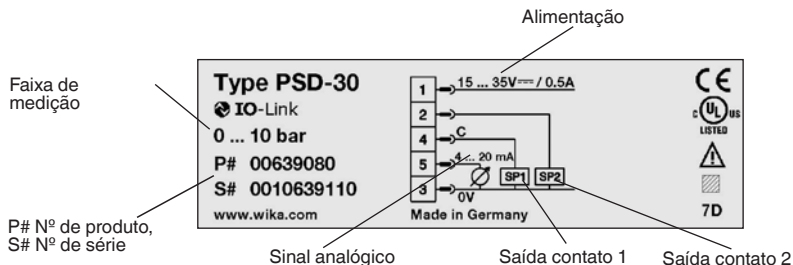 Alimentação
Faixa de
medição
Type PSD-30
IO-Link
0 ... 10 bar
P# 00639080
S# 0010639110
www.wika.com
1
2
4
5
3
15 ... 35V⎓ / 0.5A
C
4 ... 20 mA
SP1
SP2
0V
Made in Germany
CE
c UL us
LISTED
7D
P# Nº de produto,
S# Nº de série
Sinal analógico
Saída contato 1
Saída contato 2